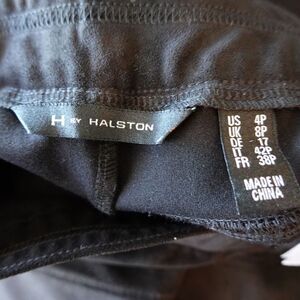 H BY HALSTON
US 4P
UK 8P
DE 17
IT 42P
FR 38P
MADE IN
CHINA